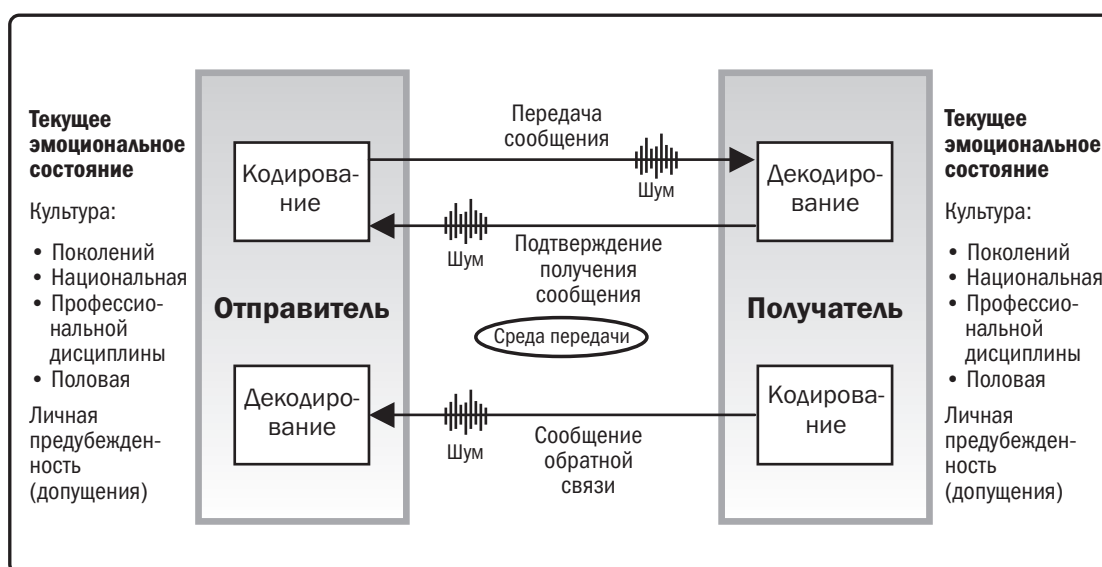 Текущее
эмоциональное
состояние
Культура:
• Поколений
• Национальная
• Профессио-
нальной
дисциплины
• Половая
Личная
предубежден-
ность
(допущения)
Кодирова-
ние
Отправитель
Декодиро-
вание
Передача
сообщения
Шум
Шум
Подтверждение
получения
сообщения
Среда передачи
Шум
Сообщение
обратной
связи
Декодиро-
вание
Получатель
Кодирова-
ние
Текущее
эмоциональное
состояние
Культура:
• Поколений
• Национальная
• Профессио-
нальной
дисциплины
• Половая
Личная
предубежден-
ность
(допущения)